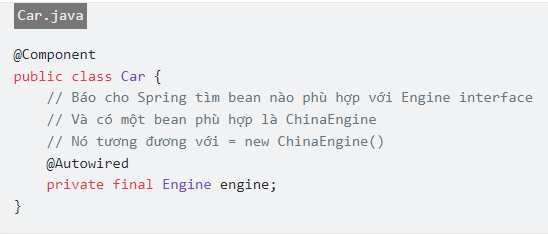 Car.java
@Component
public class Car {
// Báo cho Spring tìm bean nào phù hợp với Engine interface
// Và có một bean phù hợp là ChinaEngine
// Nó tương đương với = new ChinaEngine()
@Autowired
private final Engine engine;
}